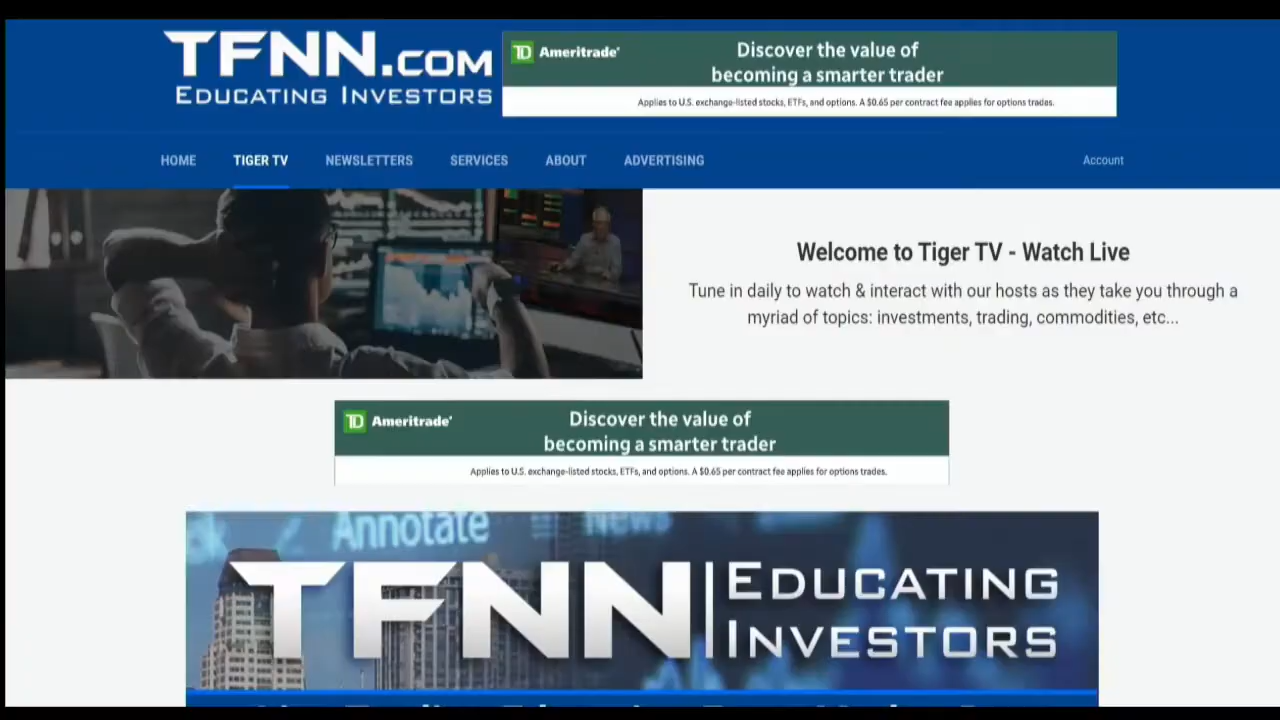 TFNN.COM
EDUCATING INVESTORS
TD Ameritrade
Discover the value of
becoming a smarter trader
Applies to U.S. exchange-listed stocks, ETFs, and options. A $0.65 per contract fee applies for options trades.
HOME TIGER TV NEWSLETTERS SERVICES ABOUT ADVERTISING Account
Welcome to Tiger TV - Watch Live
Tune in daily to watch & interact with our hosts as they take you through a
myriad of topics: investments, trading, commodities, etc...
TD Ameritrade
Discover the value of
becoming a smarter trader
Applies to U.S. exchange-listed stocks, ETFs, and options. A $0.65 per contract fee applies for options trades.
Annotate News
TFNN EDUCATING
INVESTORS